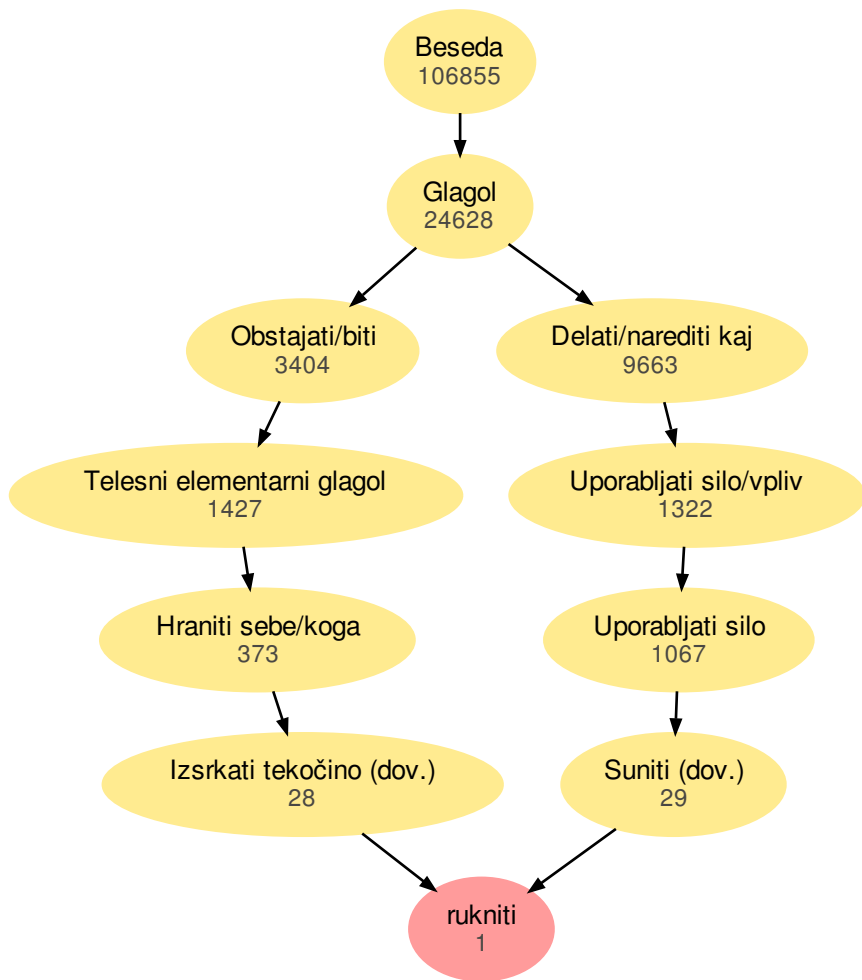 Beseda
106855
Glagol
24628
Obstajati/biti
3404
Delati/narediti kaj
9663
Telesni elementarni glagol
1427
Uporabljati silo/vpliv
1322
Hraniti sebe/koga
373
Uporabljati silo
1067
Izsrkati tekočino (dov.)
28
Suniti (dov.)
29
rukniti
1